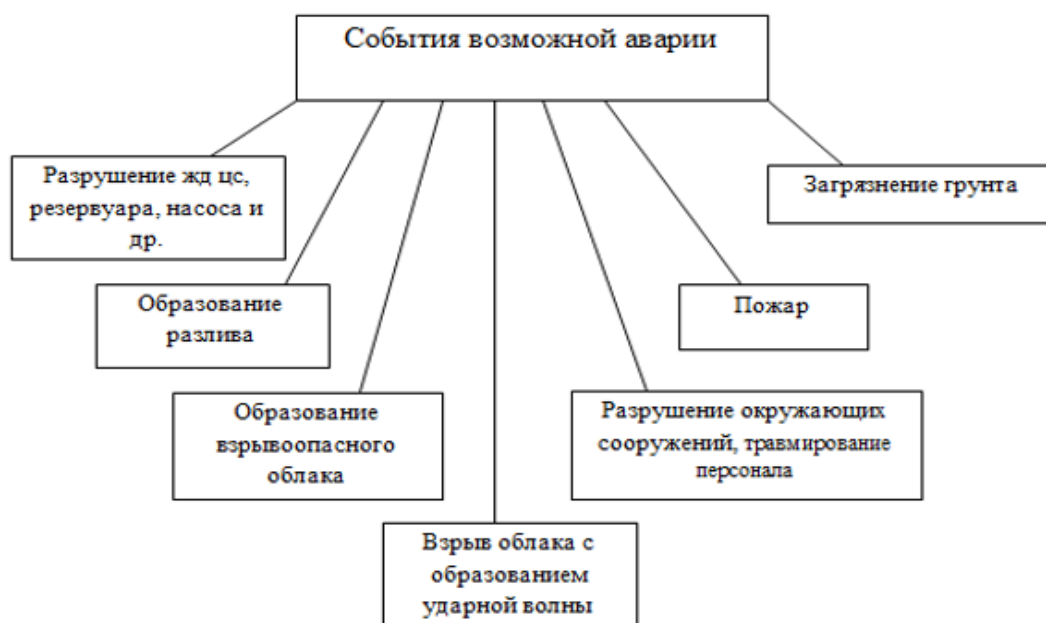 События возможной аварии
Разрушение жд цс,
резервуара, насоса и
др.
Загрязнение грунта
Образование
разлива
Пожар
Образование
взрывоопасного
облака
Разрушение окружающих
сооружений, травмирование
персонала
Взрыв облака с
образованием
ударной волны